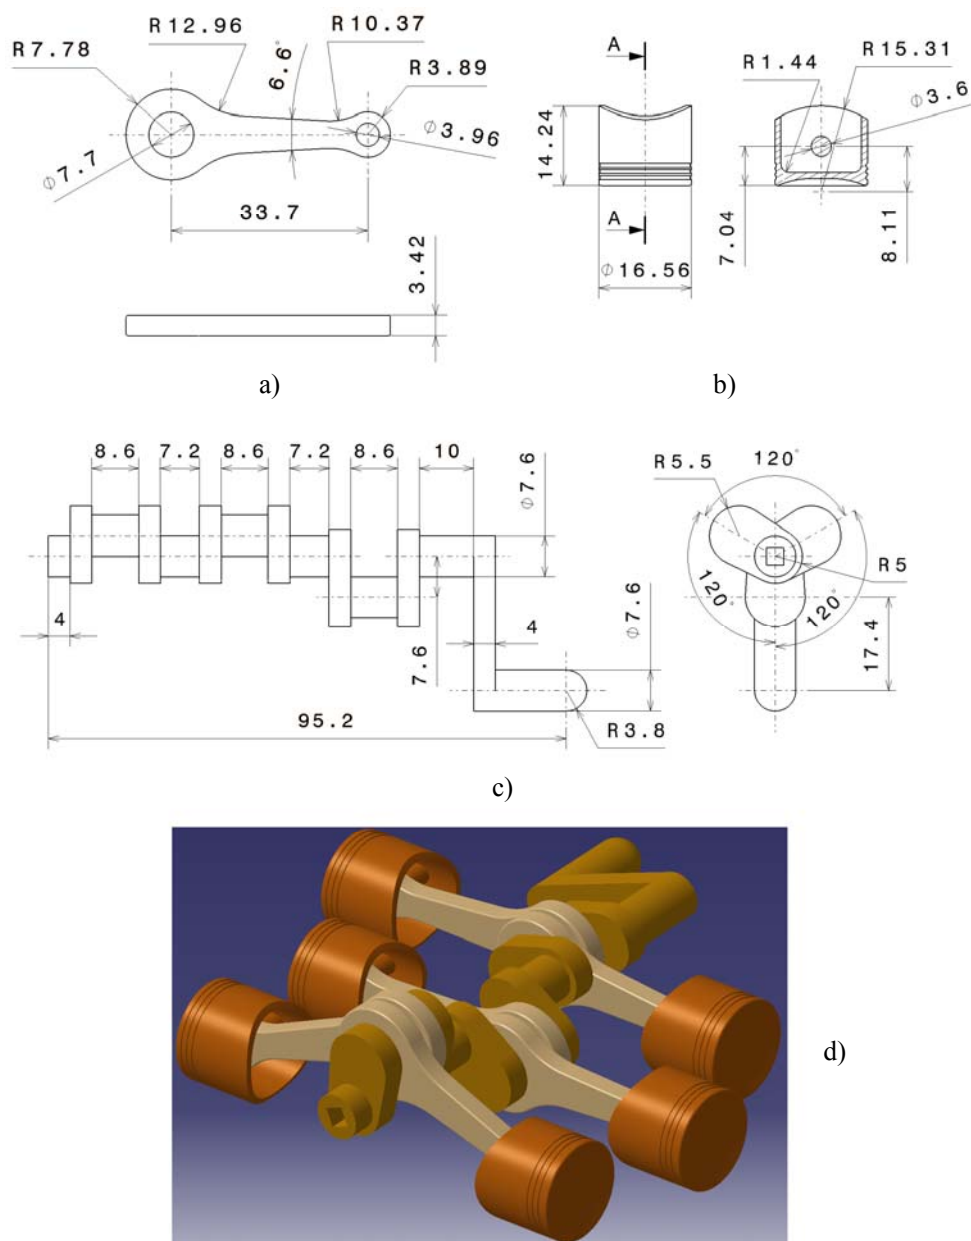 R7.78
R12.96
R10.37
6.6°
R3.89
Ø3.96
Ø7.7
33.7
3.42
a)
A
A
14.24
Ø16.56
R1.44
R15.31
Ø3.6
7.04
8.11
b)
8.6 7.2 8.6 7.2 8.6 10
Ø7.6
4
7.6
4
Ø7.6
95.2
R3.8
R5.5
120°
R5
120°
120°
17.4
c)
d)